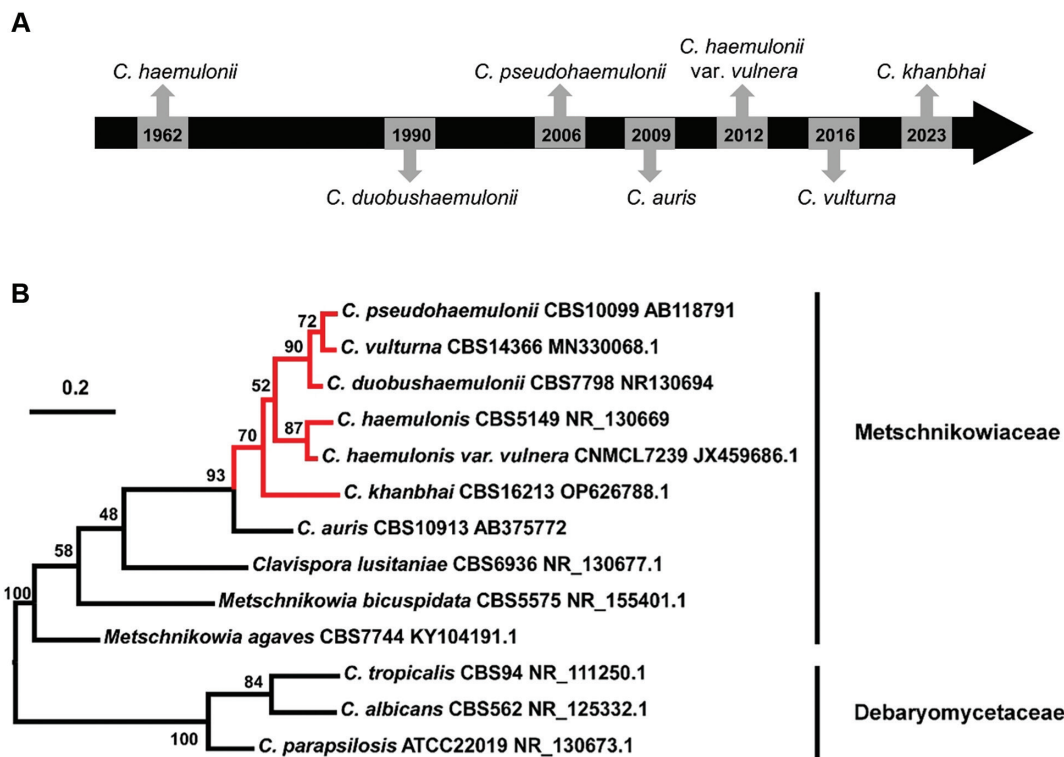 A
C. haemulonii
C. pseudohaemulonii
C. haemulonii
var. vulnera
C. khanbhai
1962
1990
2006
2009
2012
2016
2023
C. duobushaemulonii
C. auris
C. vulturna
B
0.2
C. pseudohaemulonii CBS10099 AB118791
72
C. vulturna CBS14366 MN330068.1
90
C. duobushaemulonii CBS7798 NR130694
52
C. haemulonis CBS5149 NR_130669
87
70
C. haemulonis var. vulnera CNMCL7239 JX459686.1
93
C. khanbhai CBS16213 OP626788.1
48
C. auris CBS10913 AB375772
58
Clavispora lusitaniae CBS6936 NR_130677.1
100
Metschnikowia bicuspidata CBS5575 NR_155401.1
Metschnikowia agaves CBS7744 KY104191.1
Metschnikowiaceae
C. tropicalis CBS94 NR_111250.1
84
C. albicans CBS562 NR_125332.1
100
C. parapsilosis ATCC22019 NR_130673.1
Debaryomycetaceae